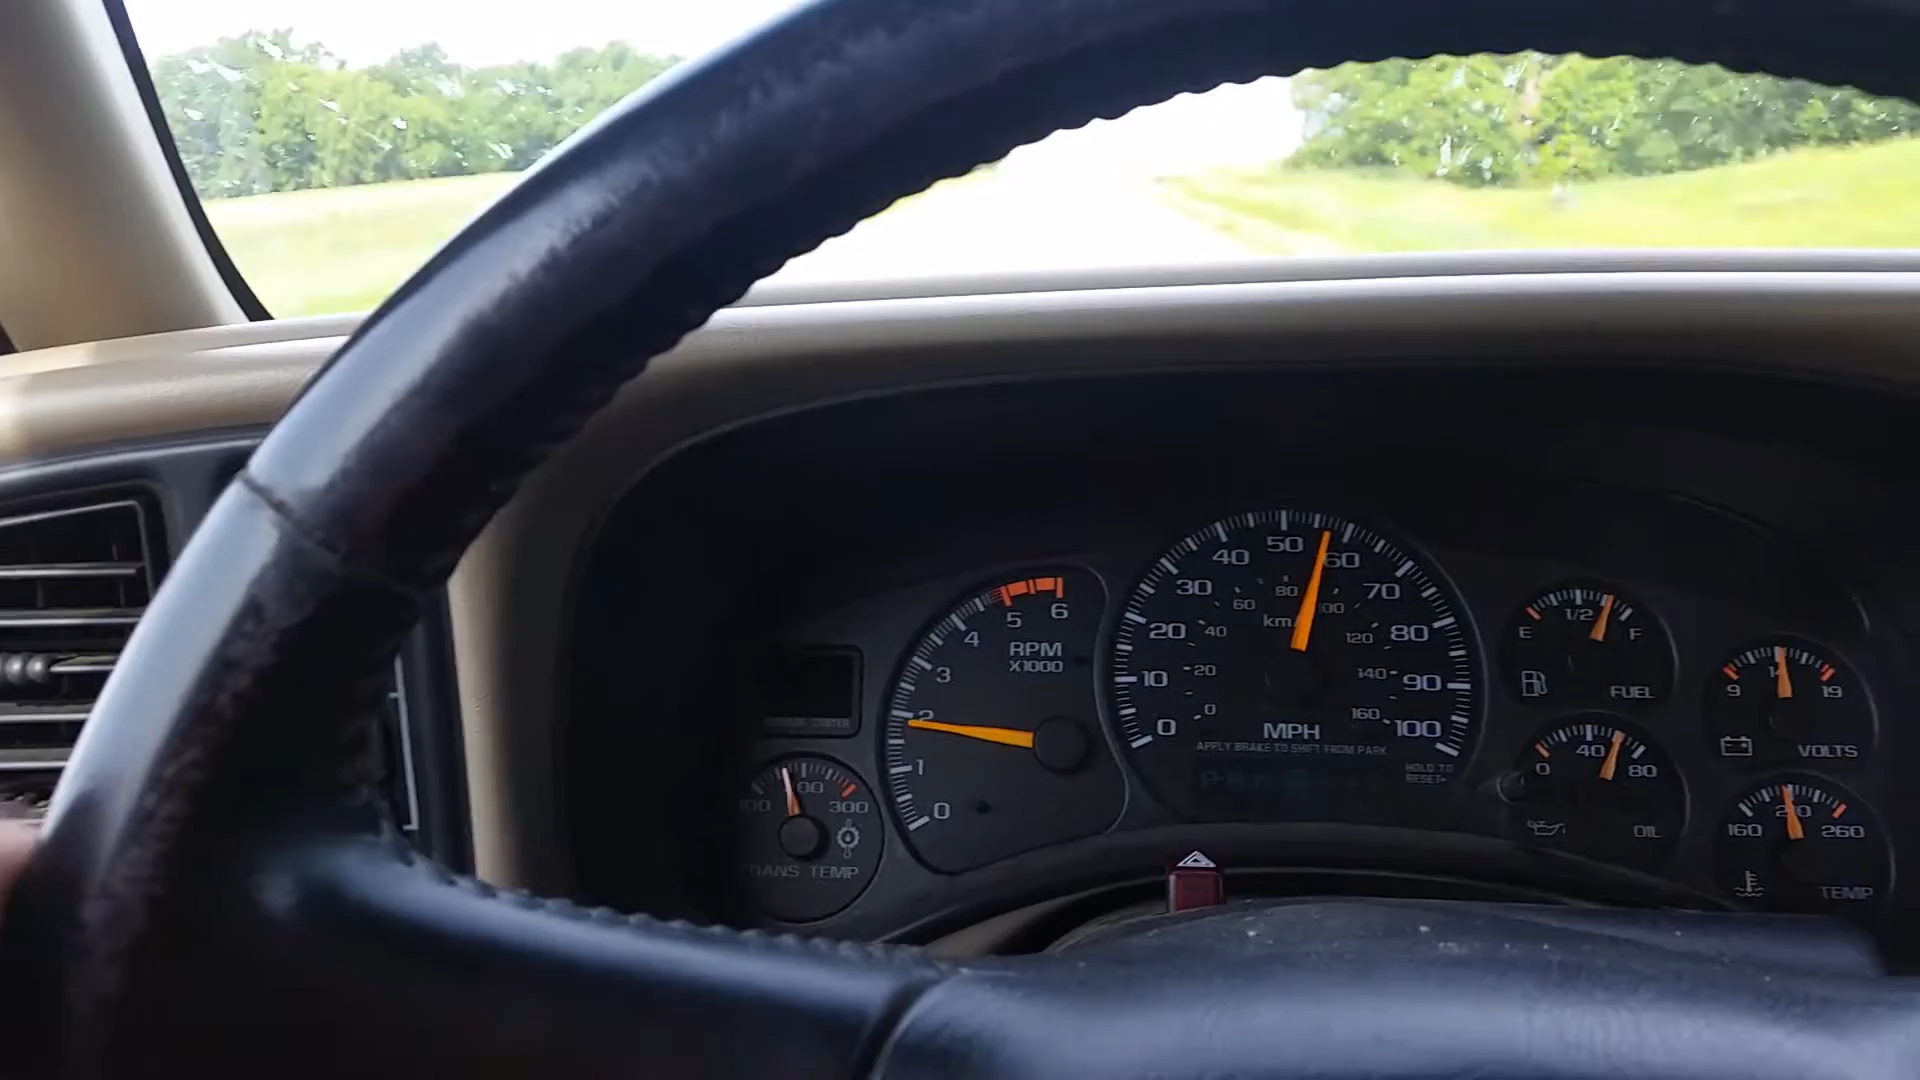 0
1
2
3
4
5
6
RPM
X1000
300
TRANS TEMP
0
10
20
30
40
50
60
70
80
90
100
0
20
40
60
80
100
120
140
160
MPH
APPLY BRAKE TO SHIFT FROM PARK
HOLD TO
RESET
E
1/2
F
FUEL
0
40
80
OIL
9
19
VOLTS
160
210
260
TEMP